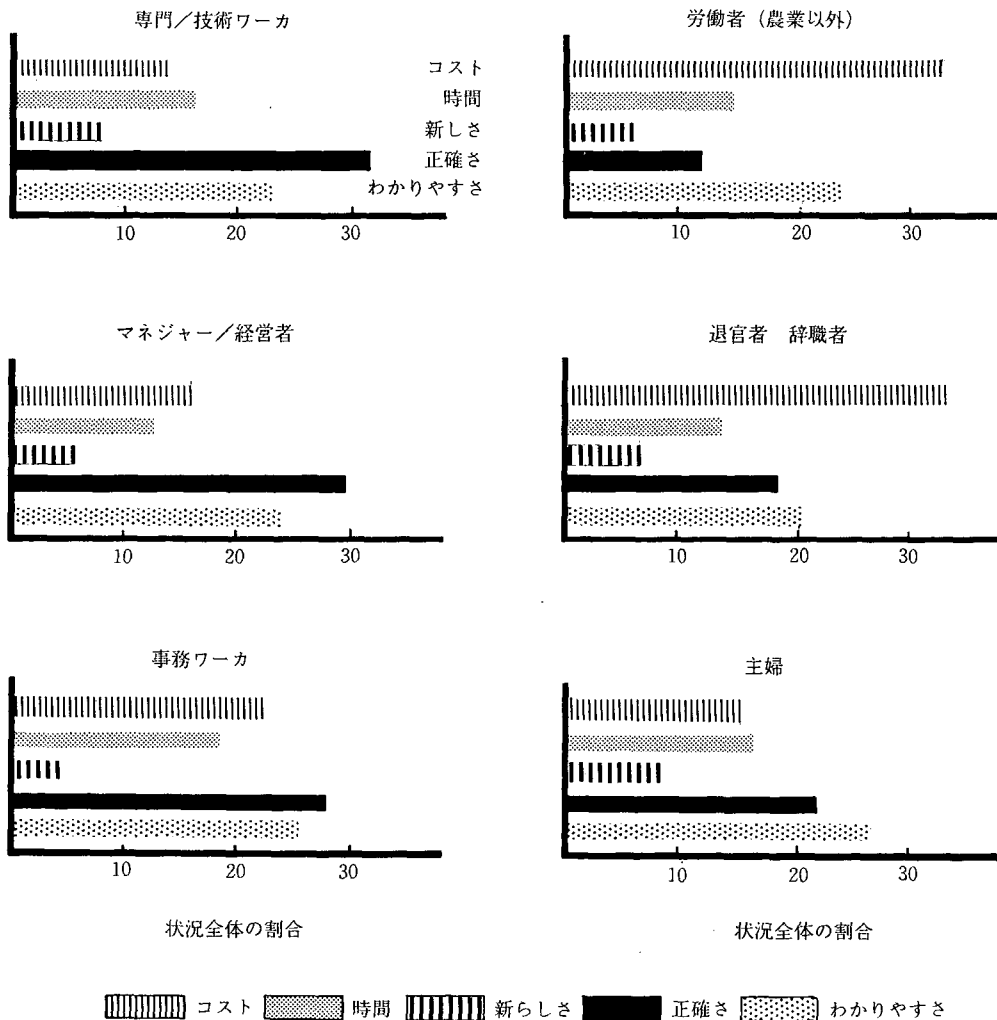 専門／技術ワーカ
コスト
時間
新しさ
正確さ
わかりやすさ
10 20 30
労働者（農業以外）
10 20 30
マネジャー／経営者
10 20 30
退官者 辞職者
10 20 30
事務ワーカ
10 20 30
状況全体の割合
主婦
10 20 30
状況全体の割合
コスト 時間 新らしさ 正確さ わかりやすさ